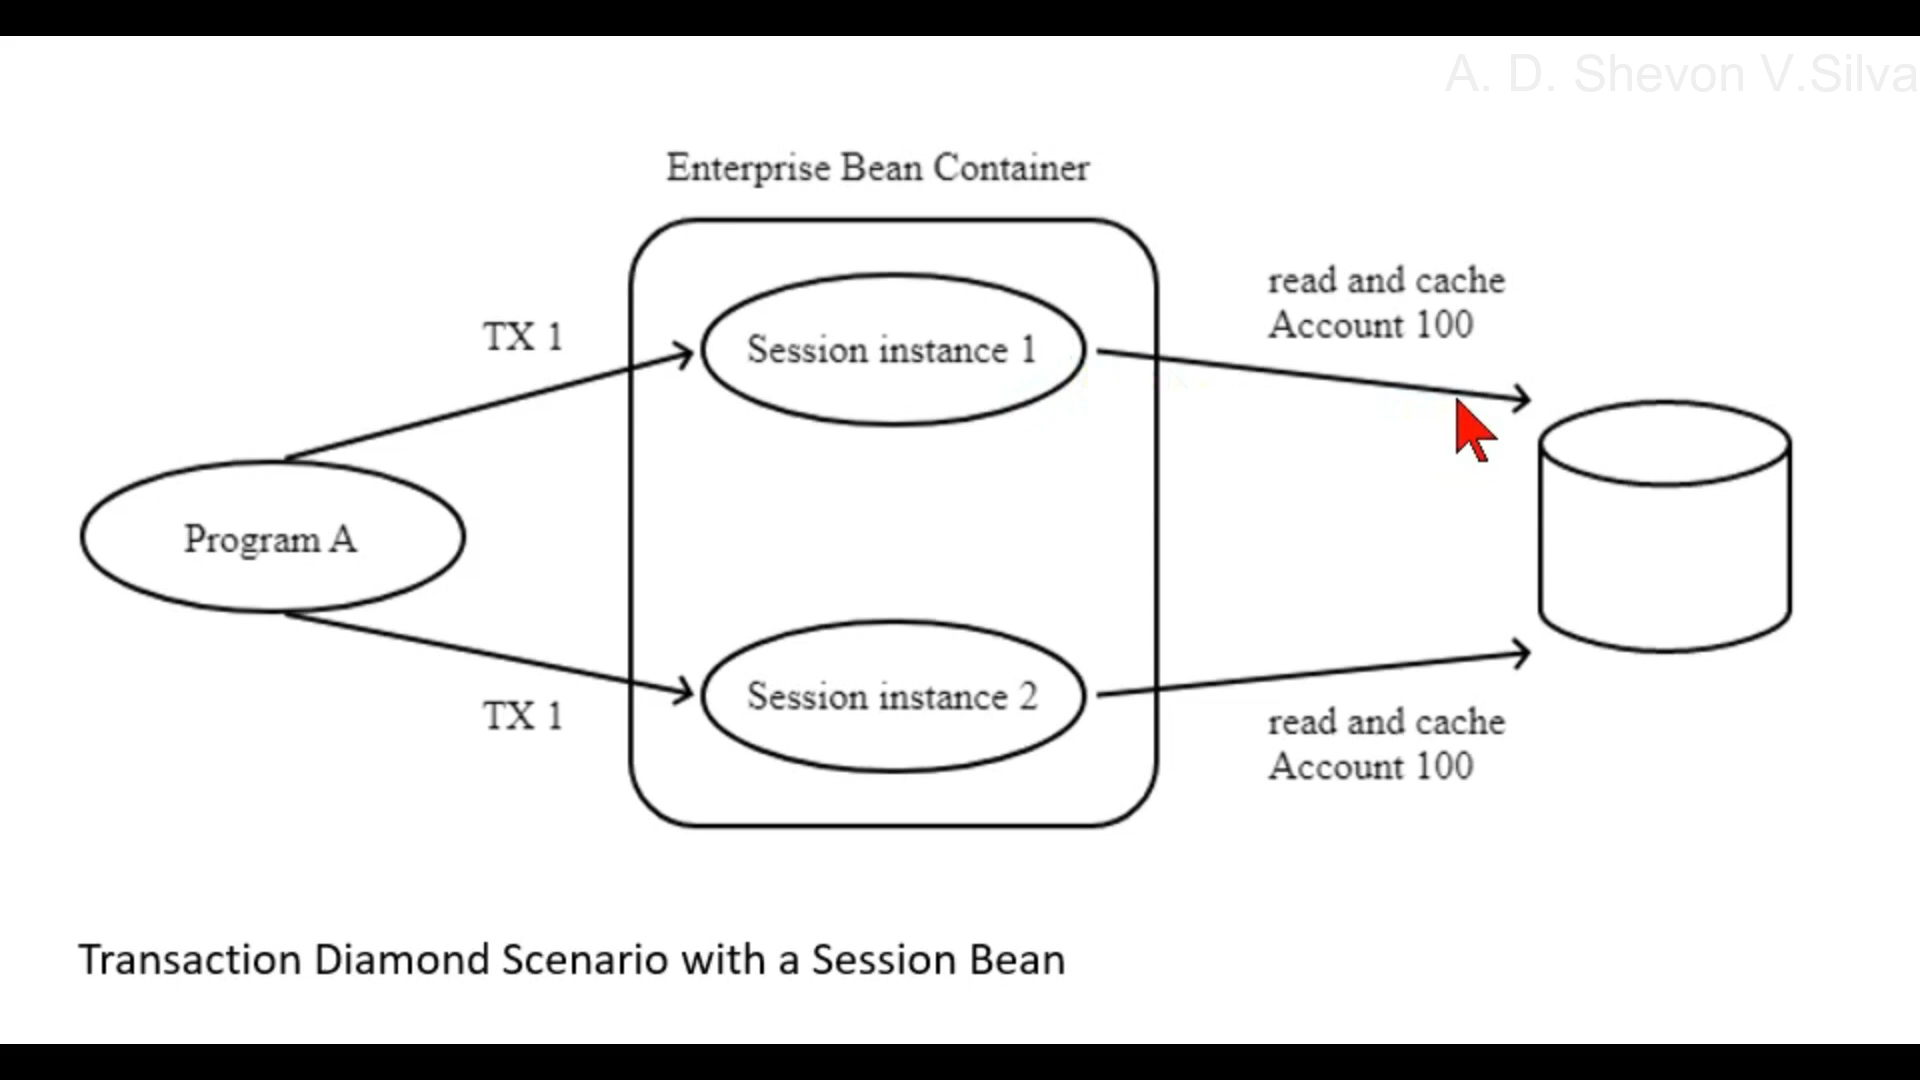 A. D. Shevon V.Silva
Enterprise Bean Container
read and cache
Account 100
TX 1
Session instance 1
Program A
Session instance 2
TX 1
read and cache
Account 100
Transaction Diamond Scenario with a Session Bean